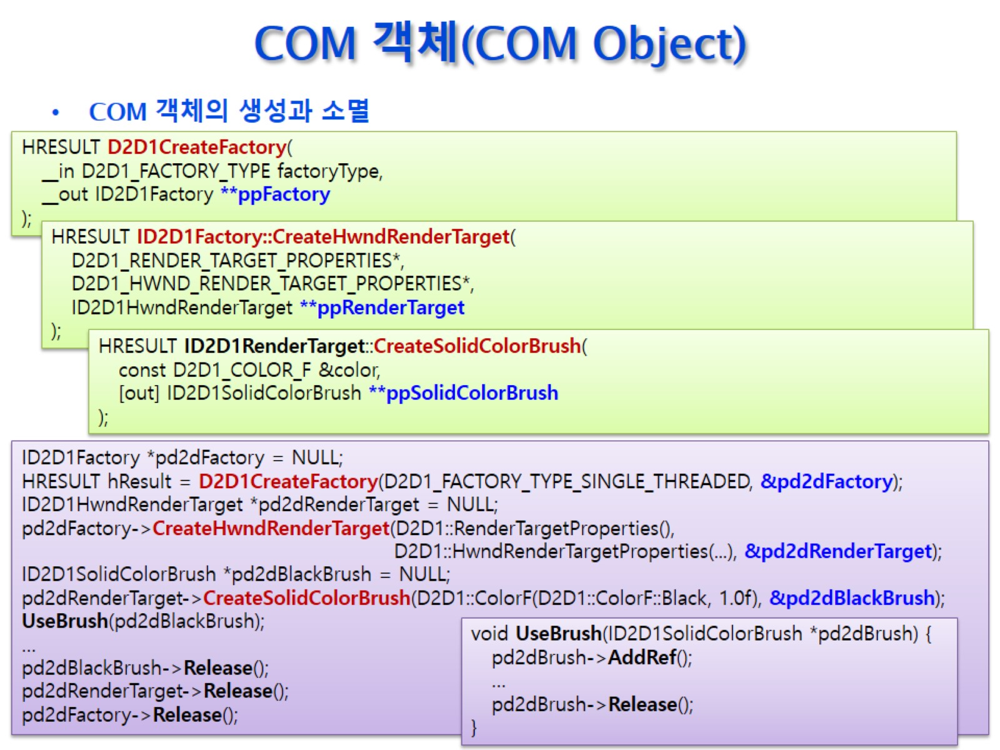 COM 객체(COM Object)
• COM 객체의 생성과 소멸
HRESULT D2D1CreateFactory(
__in D2D1_FACTORY_TYPE factoryType,
__out ID2D1Factory **ppFactory
);
HRESULT ID2D1Factory::CreateHwndRenderTarget(
D2D1_RENDER_TARGET_PROPERTIES*,
D2D1_HWND_RENDER_TARGET_PROPERTIES*,
ID2D1HwndRenderTarget **ppRenderTarget
);
HRESULT ID2D1RenderTarget::CreateSolidColorBrush(
const D2D1_COLOR_F &color,
[out] ID2D1SolidColorBrush **ppSolidColorBrush
);
ID2D1Factory *pd2dFactory = NULL;
HRESULT hResult = D2D1CreateFactory(D2D1_FACTORY_TYPE_SINGLE_THREADED, &pd2dFactory);
ID2D1HwndRenderTarget *pd2dRenderTarget = NULL;
pd2dFactory->CreateHwndRenderTarget(D2D1::RenderTargetProperties(),
D2D1::HwndRenderTargetProperties(...), &pd2dRenderTarget);
ID2D1SolidColorBrush *pd2dBlackBrush = NULL;
pd2dRenderTarget->CreateSolidColorBrush(D2D1::ColorF(D2D1::ColorF::Black, 1.0f), &pd2dBlackBrush);
UseBrush(pd2dBlackBrush);
...
pd2dBlackBrush->Release();
pd2dRenderTarget->Release();
pd2dFactory->Release();
void UseBrush(ID2D1SolidColorBrush *pd2dBrush) {
pd2dBrush->AddRef();
...
pd2dBrush->Release();
}